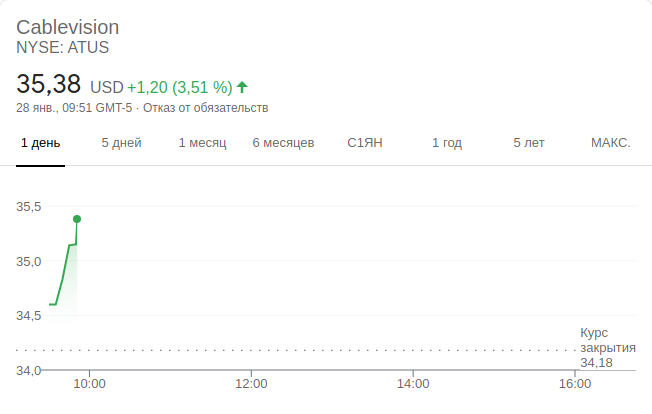 Cablevision
NYSE: ATUS
35,38 USD +1,20 (3,51 %)
28 янв., 09:51 GMT-5 · Отказ от обязательств
1 день 5 дней 1 месяц 6 месяцев С1ЯН 1 год 5 лет МАКС.
35,5
35,0
34,5
Курс
закрытия
34,18
34,0
10:00 12:00 14:00 16:00